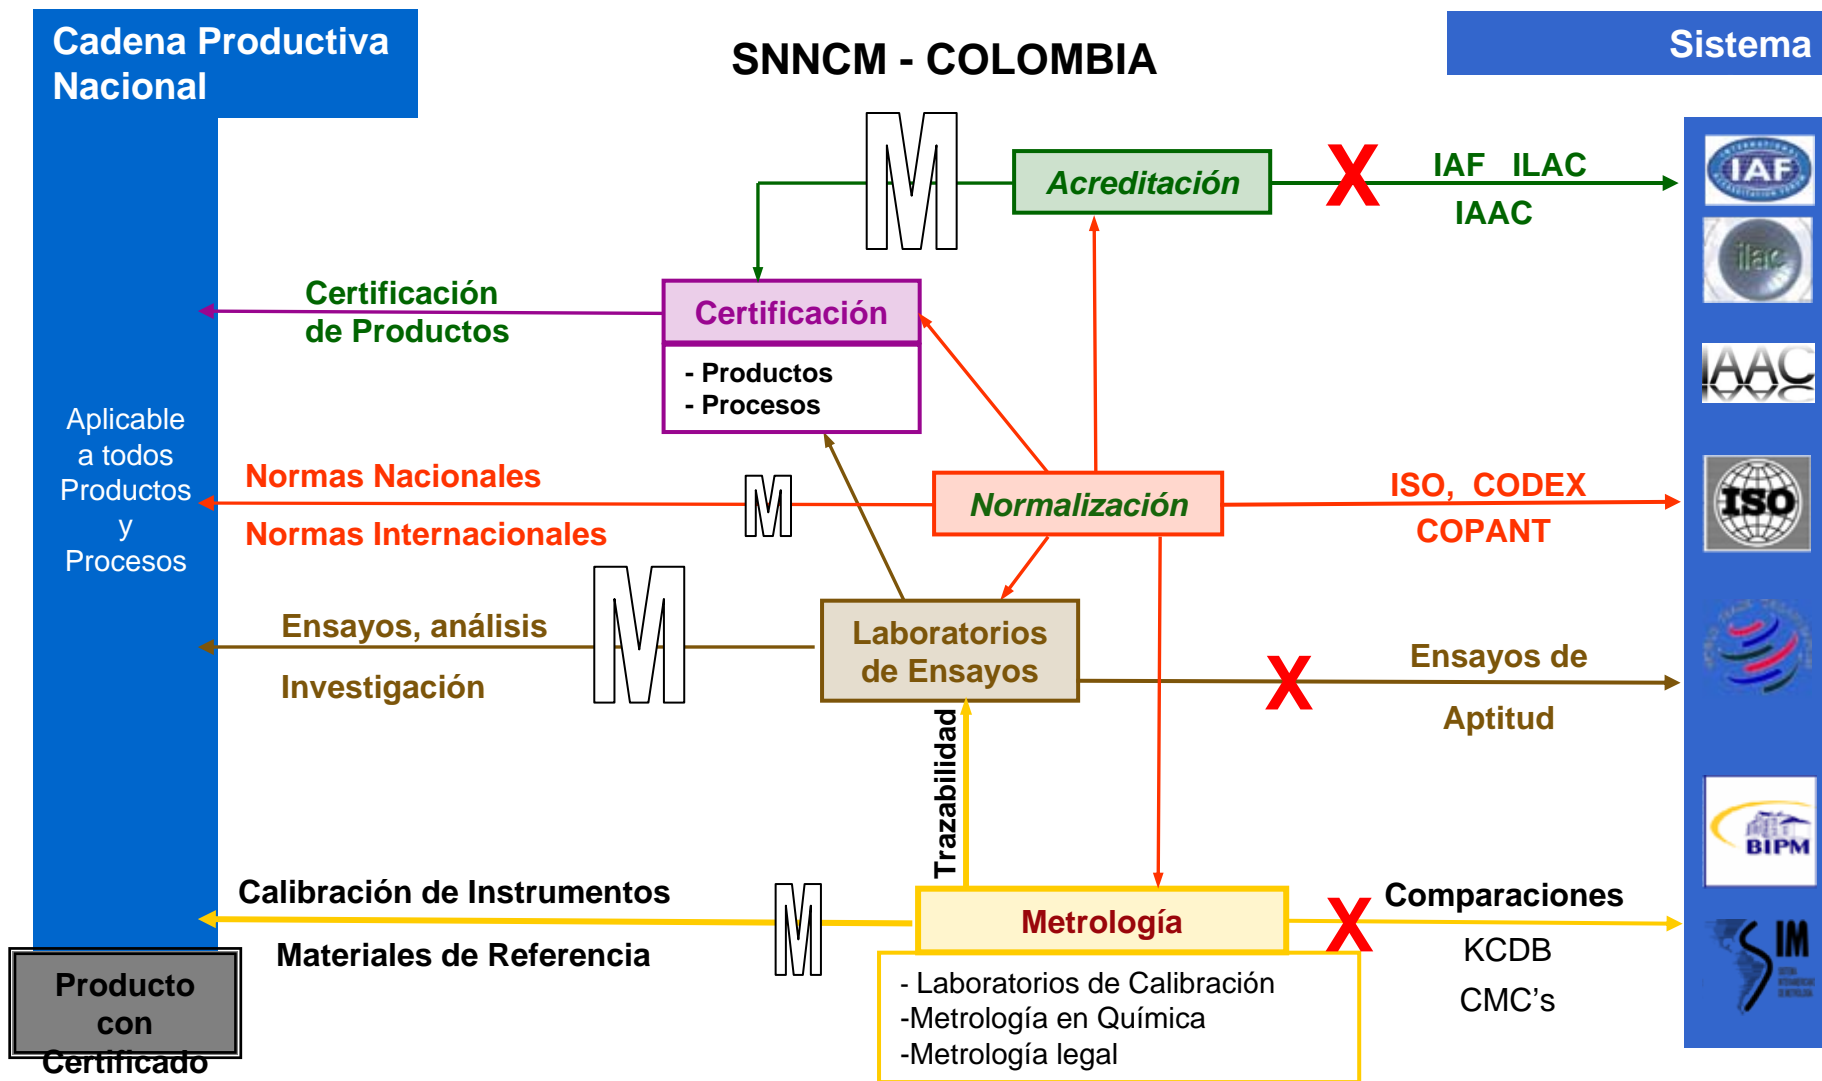 Cadena Productiva
Nacional
SNNCM - COLOMBIA
Sistema
M
Acreditación
X
IAF ILAC
IAAC
IAF
ilac
Certificación
de Productos
Certificación
- Productos
- Procesos
IAAC
Aplicable
a todos
Productos
y
Procesos
Normas Nacionales
Normas Internacionales
M
Normalización
ISO, CODEX
COPANT
ISO
Ensayos, análisis
Investigación
M
Laboratorios
de Ensayos
X
Ensayos de
Aptitud
Trazabilidad
BIPM
Calibración de Instrumentos
Materiales de Referencia
M
Metrología
- Laboratorios de Calibración
-Metrología en Química
-Metrología legal
X
Comparaciones
KCDB
CMC’s
SIM
Producto
con
Certificado